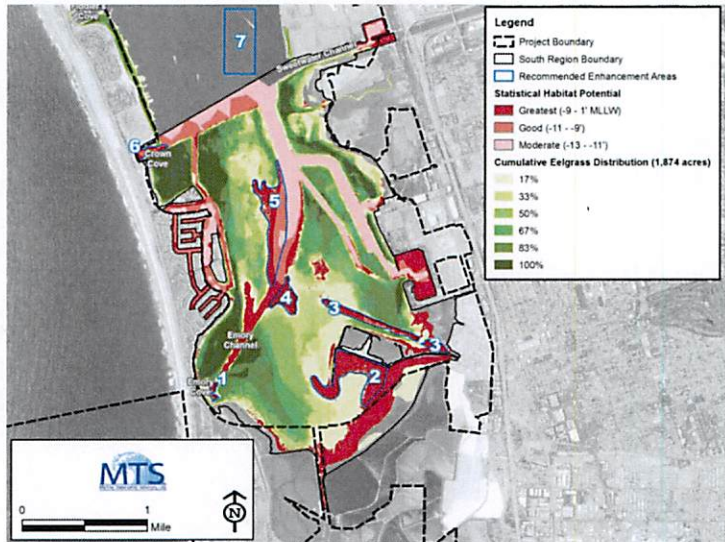 Cove
7
Sweetwater Channel
6
Crown
Cove
5
4
3
3
Emory
Channel
1
2
Legend
Project Boundary
South Region Boundary
Recommended Enhancement Areas
Statistical Habitat Potential
Greatest (-9 - 1' MLLW)
Good (-11 - -9')
Moderate (-13 - -11')
Cumulative Eelgrass Distribution (1,874 acres)
17%
33%
50%
67%
83%
100%
MTS
0 1
Mile
N